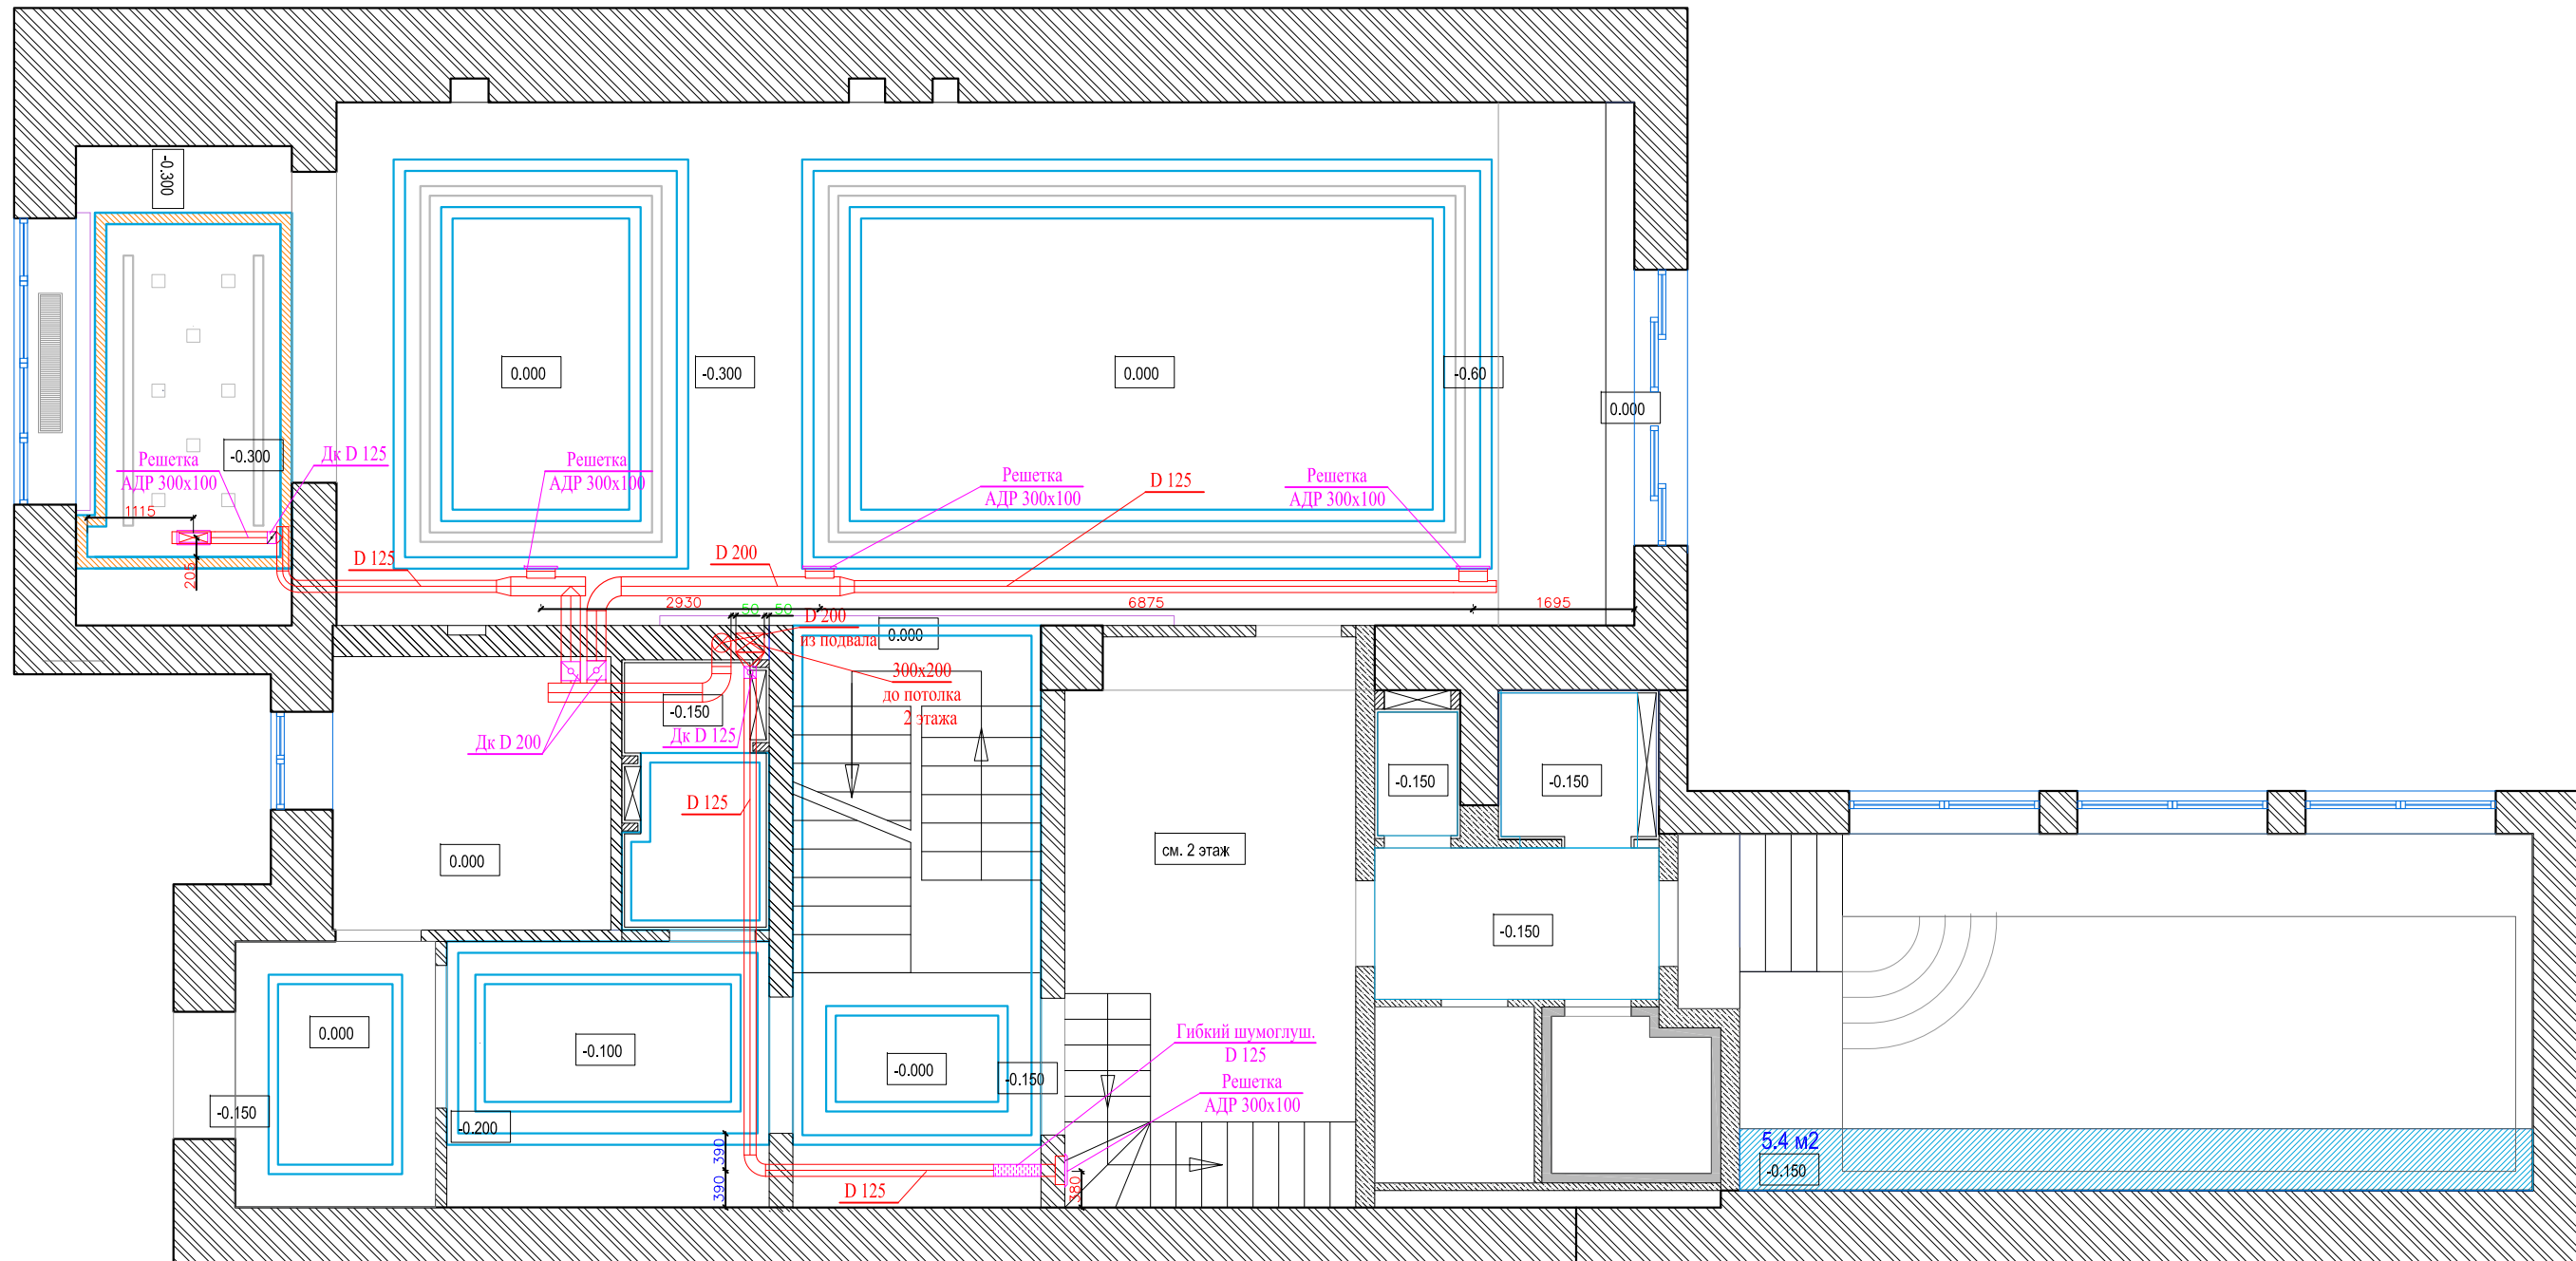 -0.300
0.000
-0.300
0.000
-0.60
0.000
-0.300
Дк D 125
Решетка
АДР 300х100
Решетка
АДР 300х100
Решетка
АДР 300х100
D 125
Решетка
АДР 300х100
1115
205
D 125
D 200
2930
50
50
6875
1695
D 200
из подвала
0.000
300х200
до потолка
2 этажа
-0.150
Дк D 200
Дк D 125
D 125
-0.150
-0.150
0.000
см. 2 этаж
-0.150
0.000
-0.100
-0.000
-0.150
Гибкий шумоглуш.
D 125
Решетка
АДР 300х100
-0.150
-0.200
390
390
D 125
380
5.4 м2
-0.150